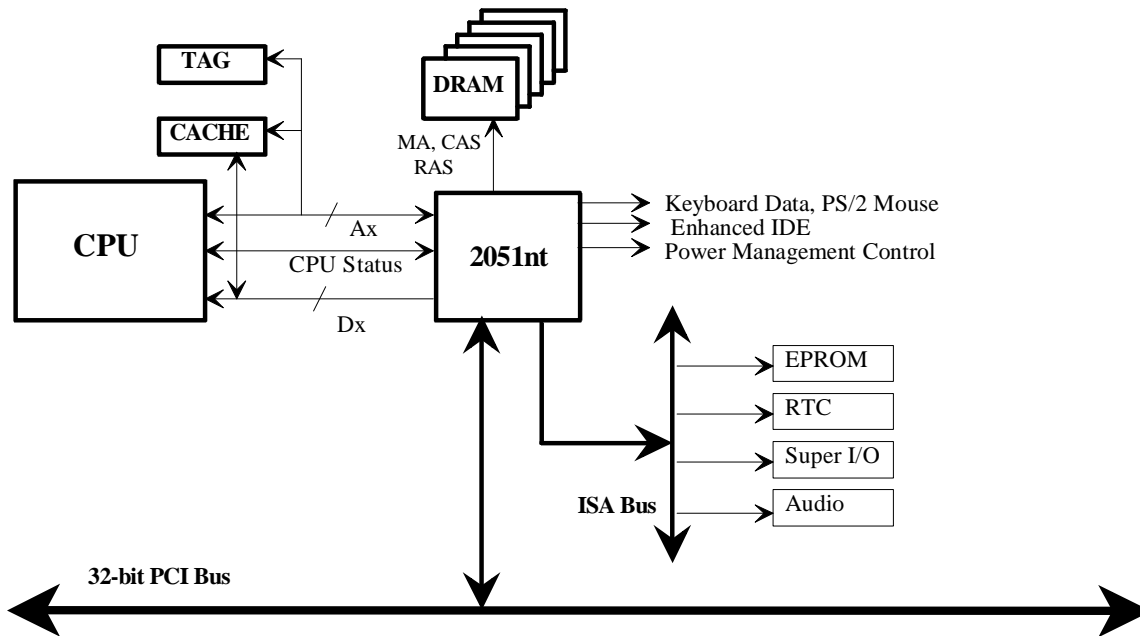 TAG
DRAM
CACHE
MA, CAS
RAS
CPU
Ax
CPU Status
Dx
2051nt
Keyboard Data, PS/2 Mouse
Enhanced IDE
Power Management Control
EPROM
RTC
Super I/O
Audio
ISA Bus
32-bit PCI Bus